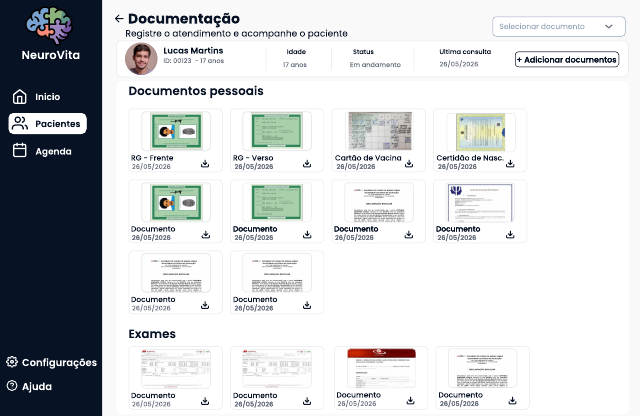 NeuroVita
Início
Pacientes
Agenda
Configurações
Ajuda
Documentação
Registre o atendimento e acompanhe o paciente
Selecionar documento
Lucas Martins
ID: 00123 - 17 anos
Idade
17 anos
Status
Em andamento
Ultima consulta
26/05/2026
+ Adicionar documentos
Documentos pessoais
RG - Frente
26/05/2026
RG - Verso
26/05/2026
Cartão de Vacina
26/05/2026
Certidão de Nasc.
26/05/2026
Documento
26/05/2026
Documento
26/05/2026
Documento
26/05/2026
Documento
26/05/2026
Documento
26/05/2026
Documento
26/05/2026
Exames
Documento
26/05/2026
Documento
26/05/2026
Documento
26/05/2026
Documento
26/05/2026